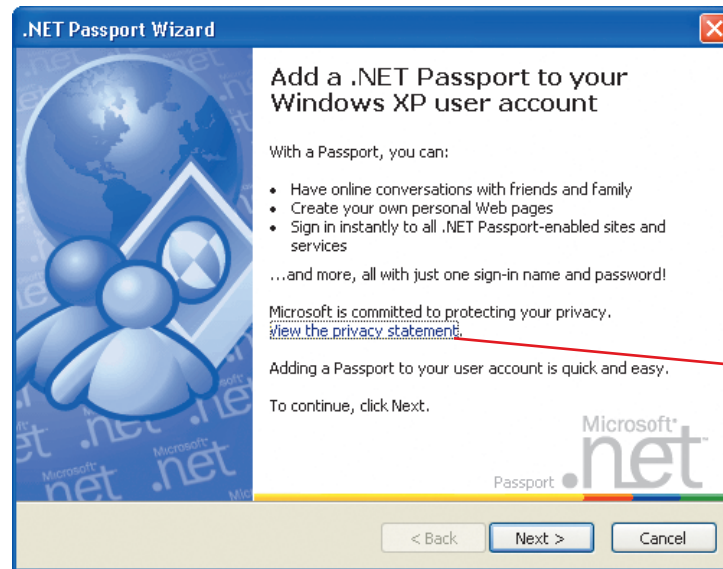 .NET Passport Wizard
Add a .NET Passport to your
Windows XP user account
With a Passport, you can:
• Have online conversations with friends and family
• Create your own personal Web pages
• Sign in instantly to all .NET Passport-enabled sites and
services
...and more, all with just one sign-in name and password!
Microsoft is committed to protecting your privacy.
View the privacy statement.
Adding a Passport to your user account is quick and easy.
To continue, click Next.
Microsoft
Passport .net
< Back Next > Cancel